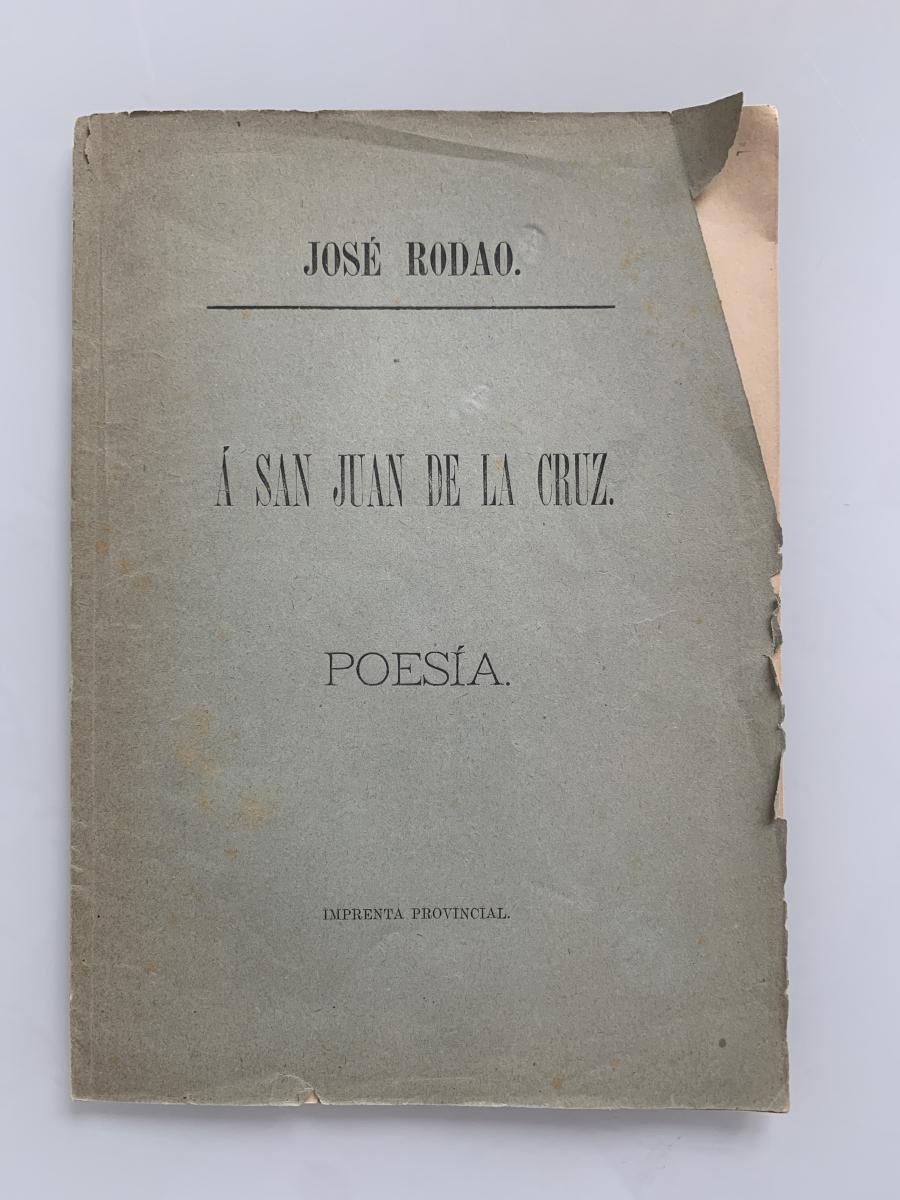 JOSÉ RODAO.
Á SAN JUAN DE LA CRUZ.
POESÍA.
IMPRENTA PROVINCIAL.